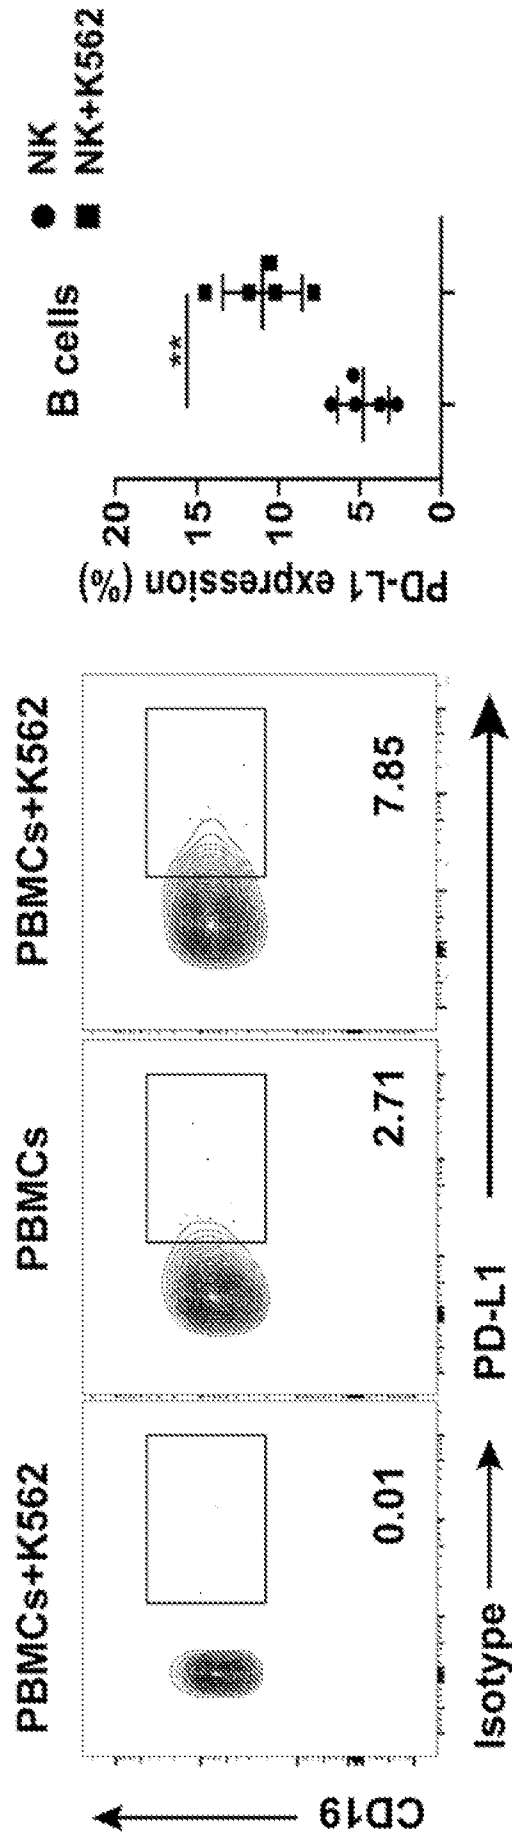 PBMCs+K562
PBMCs
PBMCs+K562
CD19
0.01
2.71
7.85
Isotype
PD-L1
B cells
NK
NK+K562
**
PD-L1 expression (%)
20
15
10
5
0